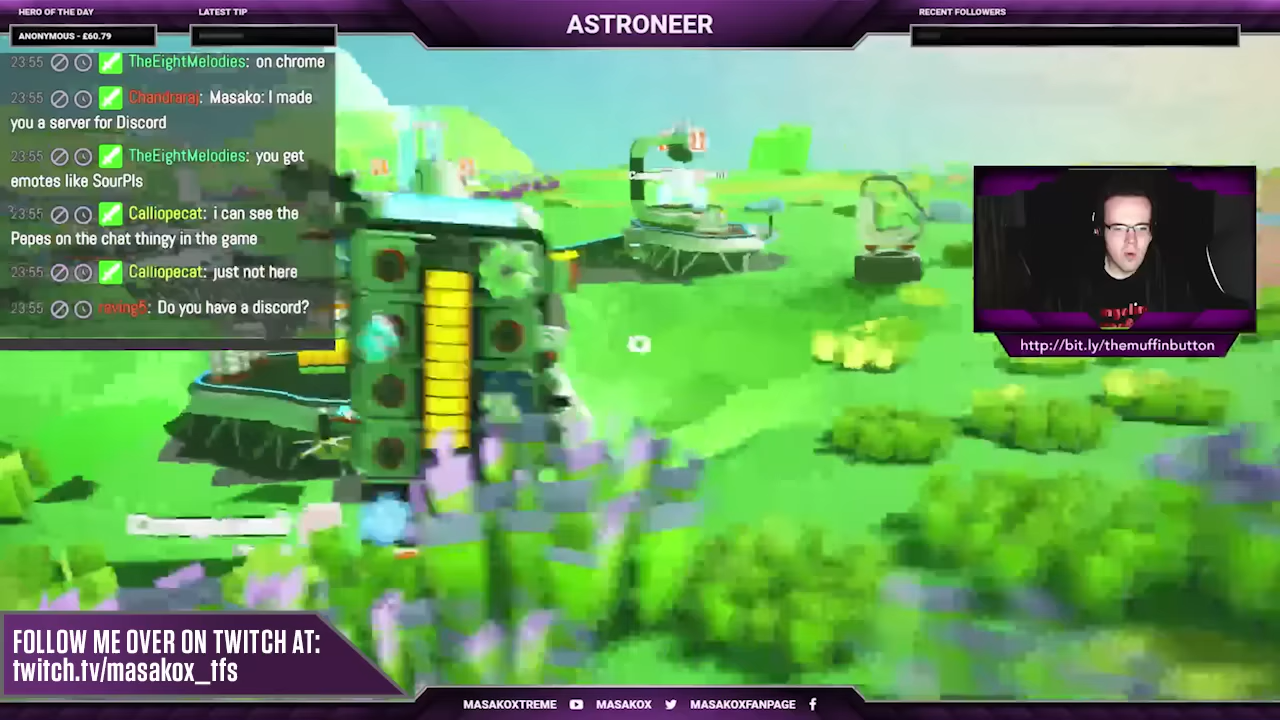 HERO OF THE DAY
LATEST TIP
ASTRONEER
RECENT FOLLOWERS
ANONYMOUS - £60.79
23:55 TheEightMelodies: on chrome
23:55 Chandraraj: Masako: I made
you a server for Discord
23:55 TheEightMelodies: you get
emotes like SourPls
23:55 Calliopecat: i can see the
Pepes on the chat thingy in the game
23:55 Calliopecat: just not here
23:55 raving5: Do you have a discord?
http://bit.ly/themuffinbutton
FOLLOW ME OVER ON TWITCH AT:
twitch.tv/masakox_tfs
MASAKOXTREME MASAKOX MASAKOXFANPAGE